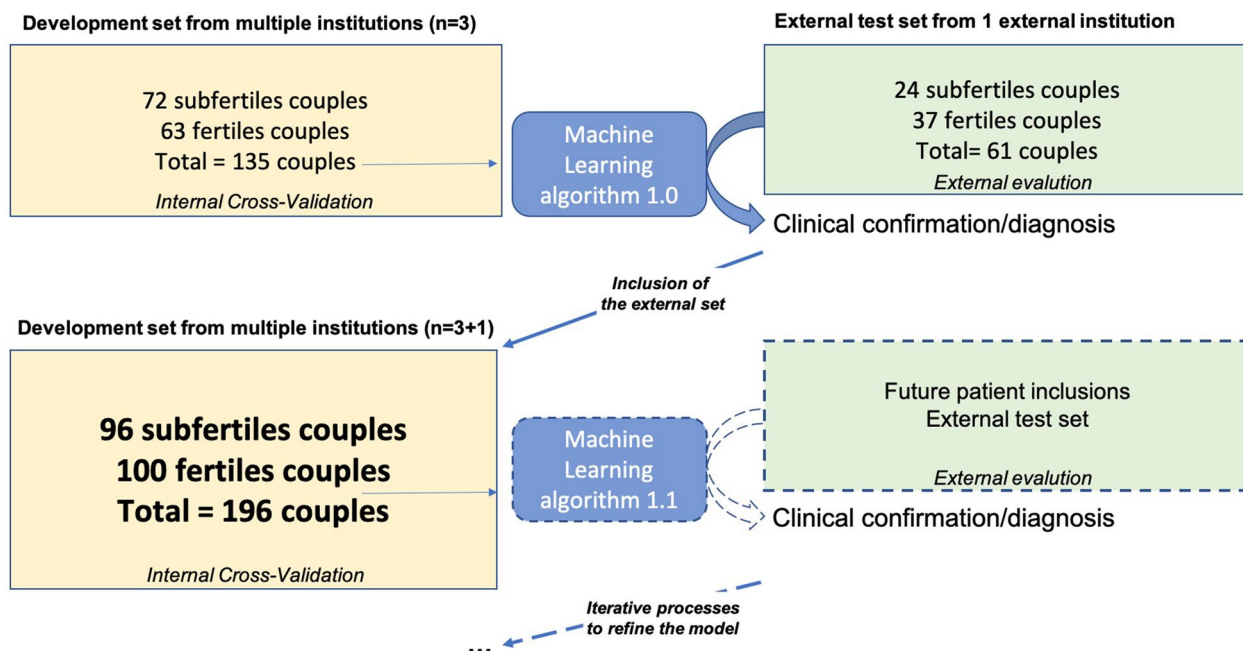 Development set from multiple institutions (n=3)
72 subfertiles couples
63 fertiles couples
Total = 135 couples
Internal Cross-Validation
Machine
Learning
algorithm 1.0
External test set from 1 external institution
24 subfertiles couples
37 fertiles couples
Total= 61 couples
External evalution
Clinical confirmation/diagnosis
Inclusion of
the external set
Development set from multiple institutions (n=3+1)
96 subfertiles couples
100 fertiles couples
Total = 196 couples
Internal Cross-Validation
Machine
Learning
algorithm 1.1
Future patient inclusions
External test set
External evalution
Clinical confirmation/diagnosis
Iterative processes
to refine the model
...